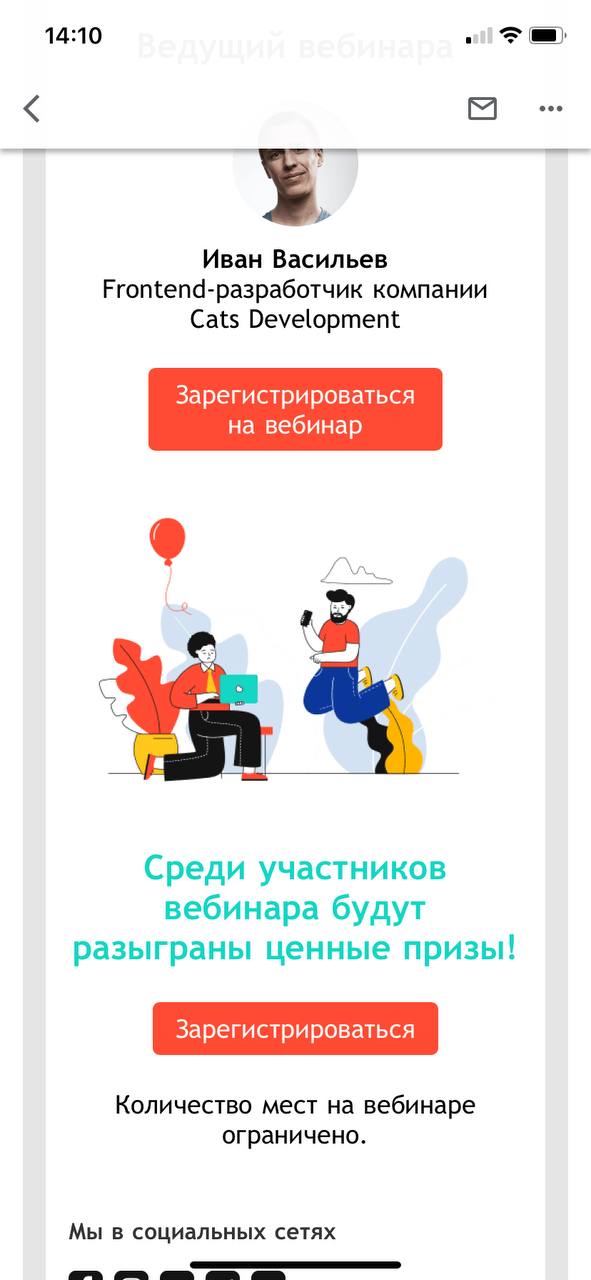 14:10
Ведущий вебинара
Иван Васильев
Frontend-разработчик компании
Cats Development
Зарегистрироваться
на вебинар
Среди участников
вебинара будут
разыграны ценные призы!
Зарегистрироваться
Количество мест на вебинаре
ограничено.
Мы в социальных сетях